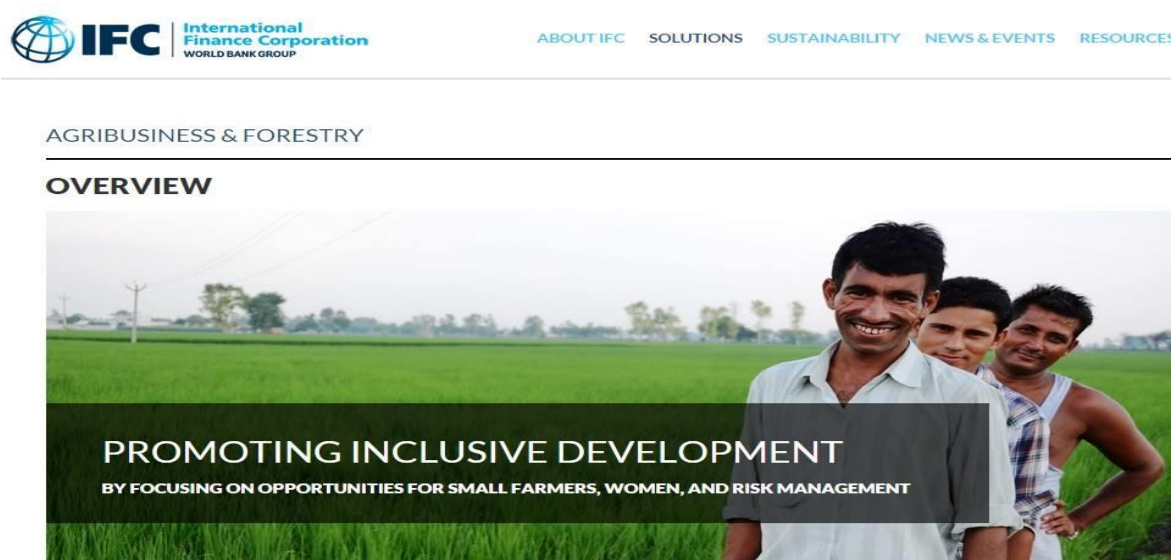 IFC
International
Finance Corporation
WORLD BANK GROUP
ABOUT IFC SOLUTIONS SUSTAINABILITY NEWS & EVENTS RESOURCES
AGRIBUSINESS & FORESTRY
OVERVIEW
PROMOTING INCLUSIVE DEVELOPMENT
BY FOCUSING ON OPPORTUNITIES FOR SMALL FARMERS, WOMEN, AND RISK MANAGEMENT